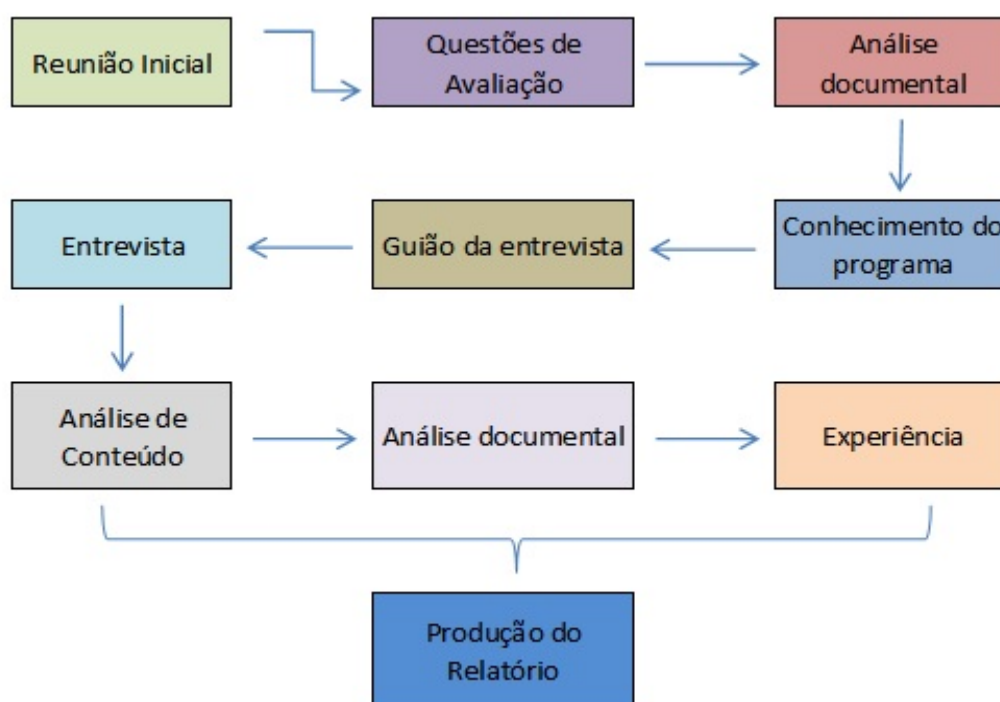 Reunião Inicial
Questões de
Avaliação
Análise
documental
Conhecimento do
programa
Guião da entrevista
Entrevista
Análise de
Conteúdo
Análise documental
Experiência
Produção do
Relatório